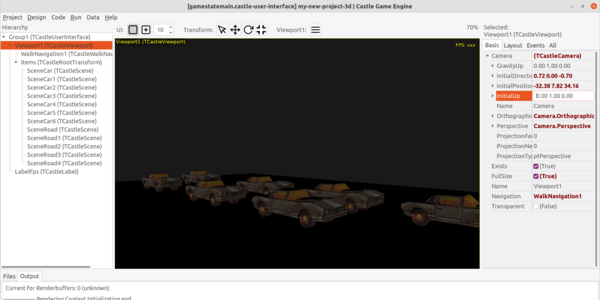 [gamestatemain.castle-user-interface] my-new-project-3d | Castle Game Engine
Project Design Code Run Data Help
Hierarchy
Group1 (TCastleUserInterface)
Viewport1 (TCastleViewport)
WalkNavigation1 (TCastleWalkNav
Items (TCastleRootTransform)
SceneCar (TCastleScene)
SceneCar1 (TCastleScene)
SceneCar2 (TCastleScene)
SceneCar3 (TCastleScene)
SceneCar4 (TCastleScene)
SceneCar5 (TCastleScene)
SceneCar6 (TCastleScene)
SceneRoad (TCastleScene)
SceneRoad1 (TCastleScene)
SceneRoad2 (TCastleScene)
SceneRoad3 (TCastleScene)
SceneRoad4 (TCastleScene)
LabelFps (TCastleLabel)
UI: 10 Transform: Viewport1: 70%
Viewport1 (TCastleViewport)
FPS: xxx
Selected:
Viewport1 (TCastleViewport)
Basic Layout Events All
Camera (TCastleCamera)
GravityUp 0.00 1.00 0.00
InitialDirection 0.72 0.00 -0.70
InitialPosition -32.38 7.82 34.16
InitialUp 0.00 1.00 0.00
Name Camera
Orthographic Camera.Orthographic
Perspective Camera.Perspective
ProjectionFa 0
ProjectionNe 0
ProjectionTy ptPerspective
Exists (True)
FullSize (True)
Name Viewport1
Navigation WalkNavigation1
Transparent (False)
Files Output
Current for Renderbuffers: 0 (unknown)
Rendering Context Initialization end